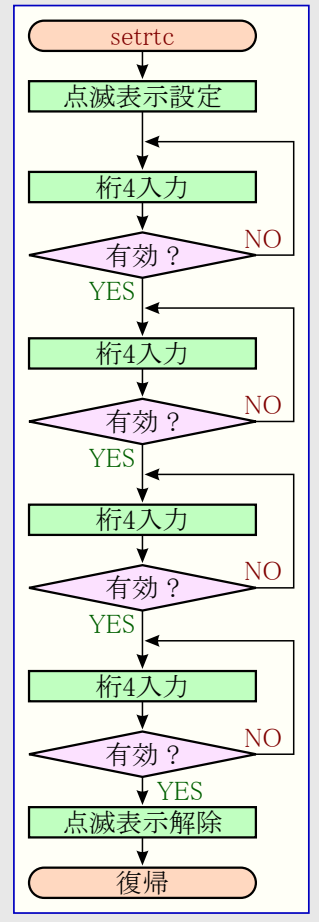 setrtc
点滅表示設定
桁4入力
NO
有効？
YES
桁4入力
NO
有効？
YES
桁4入力
NO
有効？
YES
桁4入力
NO
有効？
YES
点滅表示解除
復帰